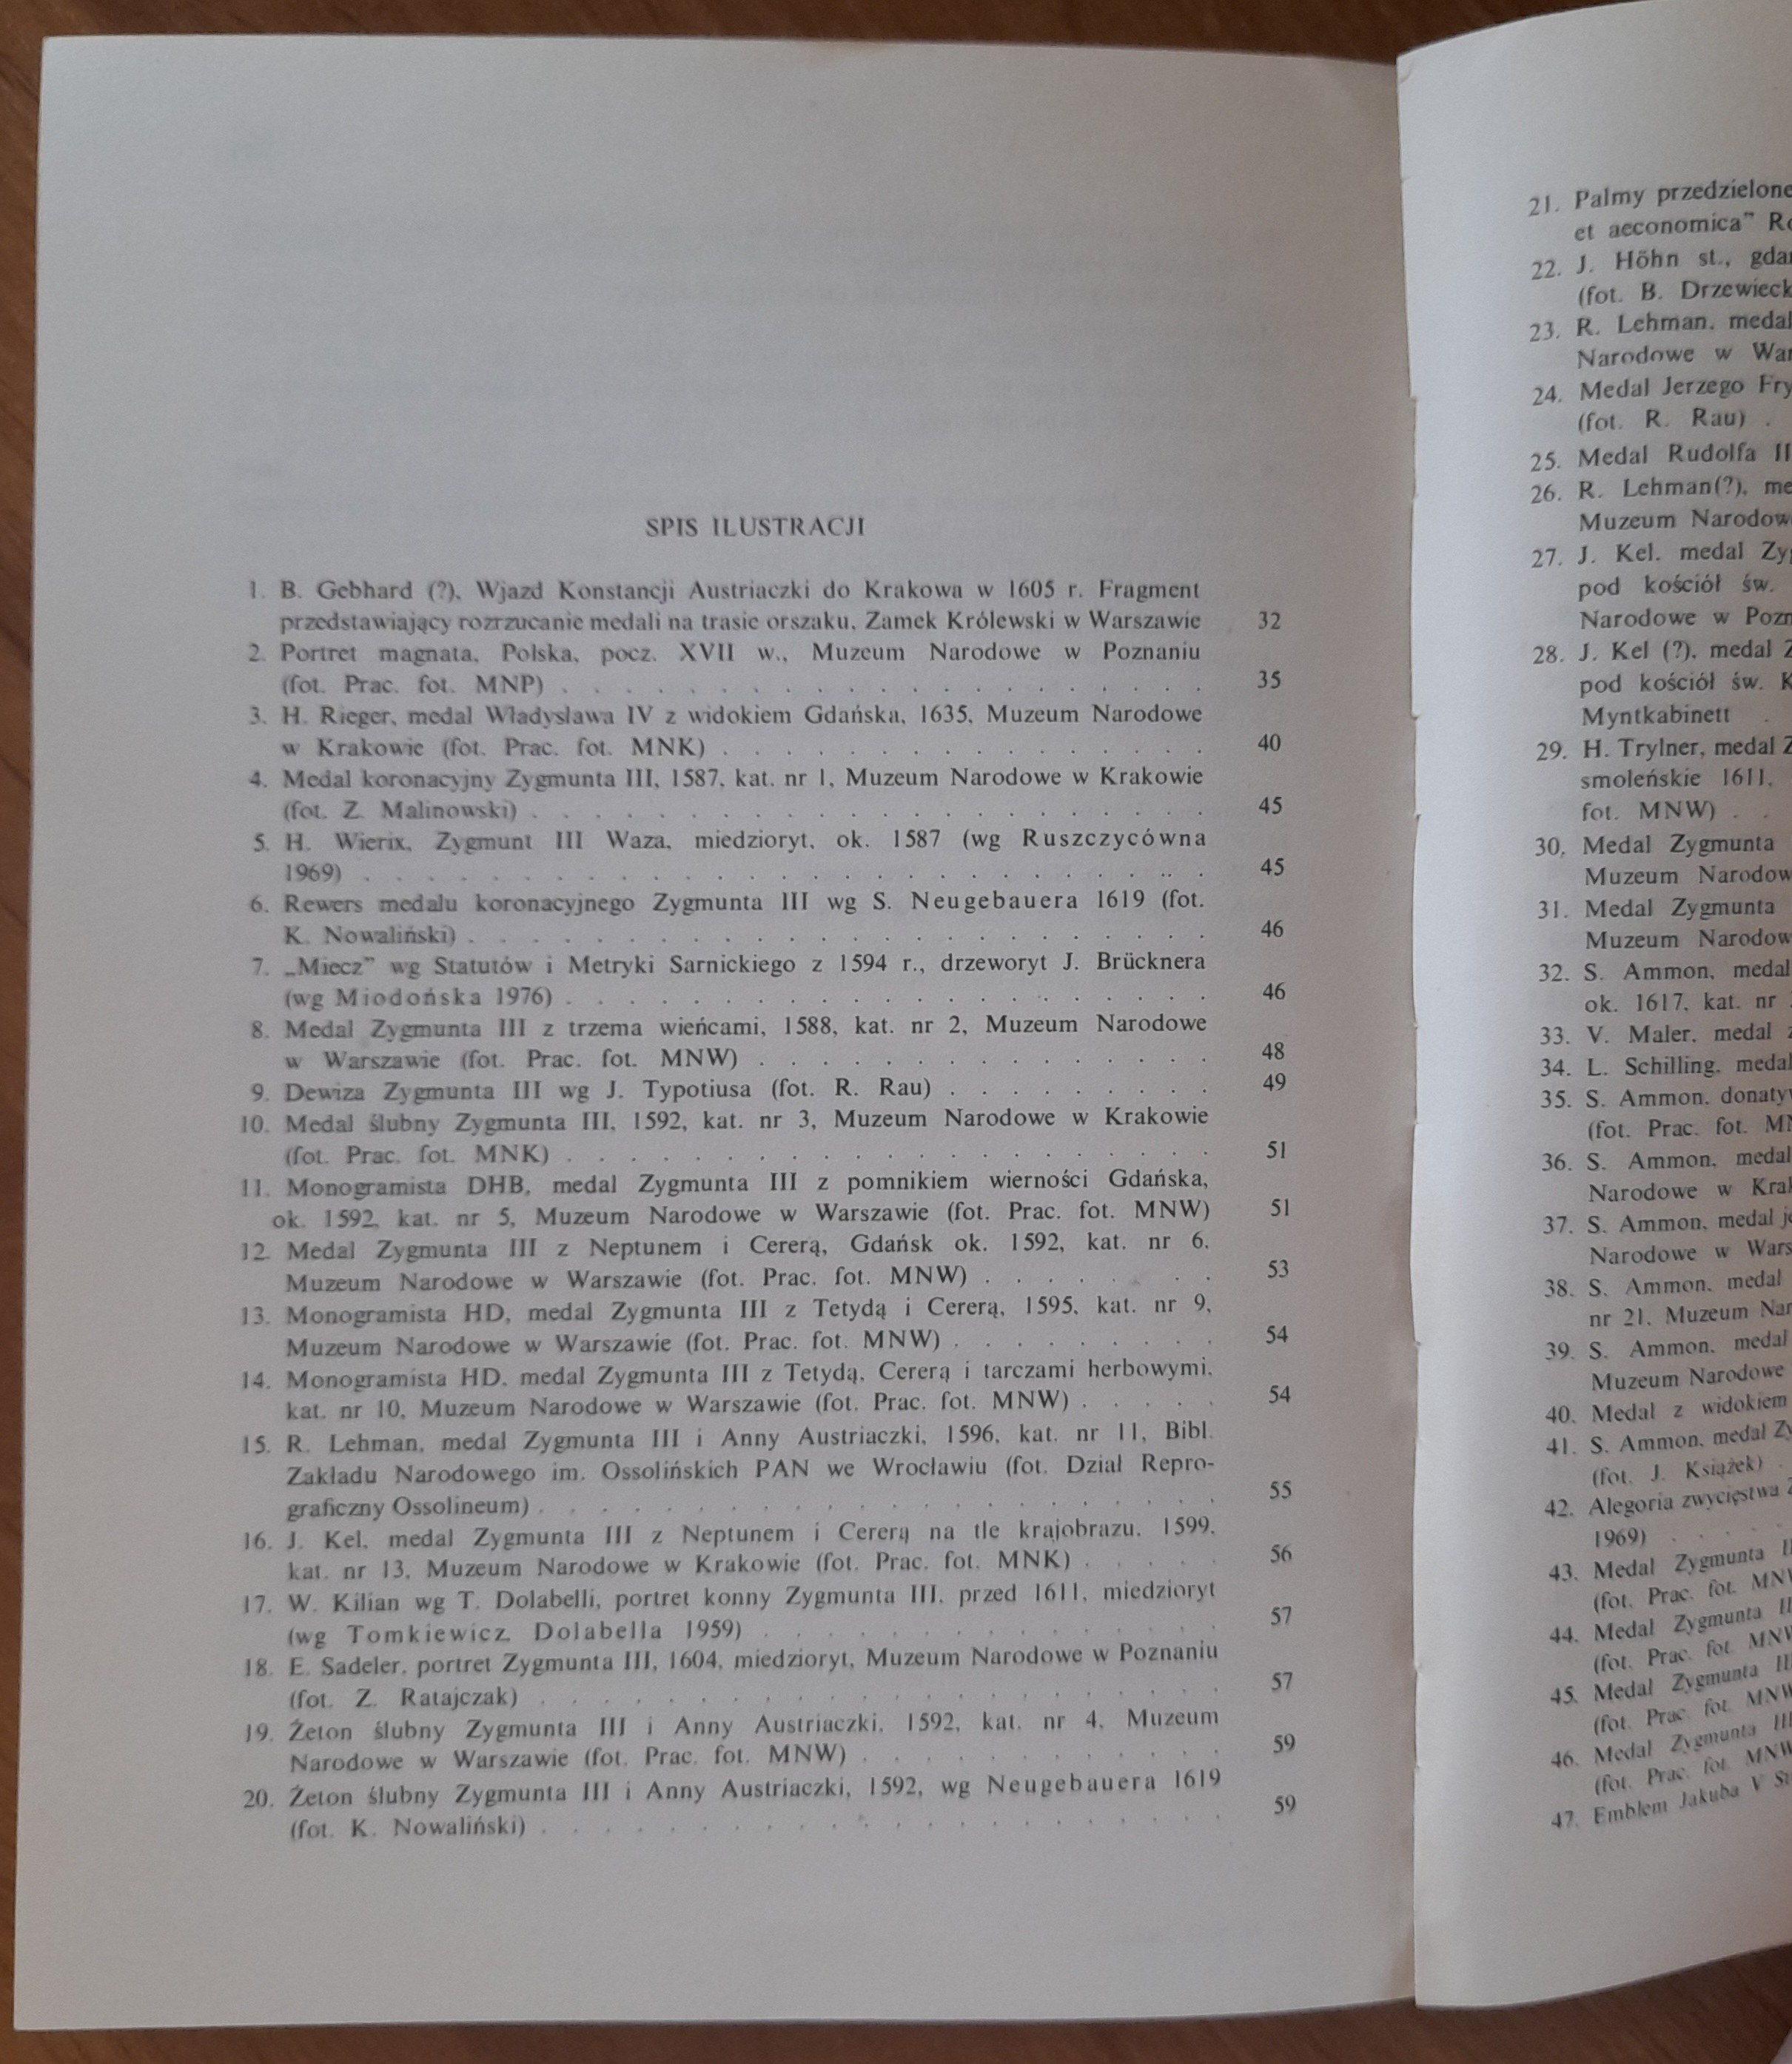 SPIS ILUSTRACJI
1. B. Gebhard (?), Wjazd Konstancji Austriaczki do Krakowa w 1605 r. Fragment
przedstawiający rozrzucanie medali na trasie orszaku, Zamek Królewski w Warszawie 32
2. Portret magnata, Polska, pocz. XVII w., Muzeum Narodowe w Poznaniu
(fot. Prac. fot. MNP) . . . . . . . . . . . . . . . . . 35
3. H. Rieger, medal Władysława IV z widokiem Gdańska, 1635, Muzeum Narodowe
w Krakowie (fot. Prac. fot. MNK) . . . . . . . . . . . . . 40
4. Medal koronacyjny Zygmunta III, 1587, kat. nr 1, Muzeum Narodowe w Krakowie
(fot. Z. Malinowski) . . . . . . . . . . . . . . . . . 45
5. H. Wierix, Zygmunt III Waza, miedzioryt, ok. 1587 (wg Ruszczycówna
1969) . . . . . . . . . . . . . . . . . . . . . 45
6. Rewers medalu koronacyjnego Zygmunta III wg S. Neugebauera 1619 (fot.
K. Nowaliński) . . . . . . . . . . . . . . . . . . 46
7. „Miecz” wg Statutów i Metryki Sarnickiego z 1594 r., drzeworyt J. Brücknera
(wg Miodońska 1976) . . . . . . . . . . . . . . . . 46
8. Medal Zygmunta III z trzema wieńcami, 1588, kat. nr 2, Muzeum Narodowe
w Warszawie (fot. Prac. fot. MNW) . . . . . . . . . . . . 48
9. Dewiza Zygmunta III wg J. Typotiusa (fot. R. Rau) . . . . . . . . 49
10. Medal ślubny Zygmunta III, 1592, kat. nr 3, Muzeum Narodowe w Krakowie
(fot. Prac. fot. MNK) . . . . . . . . . . . . . . . . 51
11. Monogramista DHB, medal Zygmunta III z pomnikiem wierności Gdańska,
ok. 1592, kat. nr 5, Muzeum Narodowe w Warszawie (fot. Prac. fot. MNW) 51
12. Medal Zygmunta III z Neptunem i Cererą, Gdańsk ok. 1592, kat. nr 6.
Muzeum Narodowe w Warszawie (fot. Prac. fot. MNW) . . . . . . . 53
13. Monogramista HD, medal Zygmunta III z Tetydą i Cererą, 1595, kat. nr 9,
Muzeum Narodowe w Warszawie (fot. Prac. fot. MNW) . . . . . . . . 54
14. Monogramista HD, medal Zygmunta III z Tetydą, Cererą i tarczami herbowymi,
kat. nr 10, Muzeum Narodowe w Warszawie (fot. Prac. fot. MNW) . . . . . 54
15. R. Lehman, medal Zygmunta III i Anny Austriaczki, 1596, kat. nr 11, Bibl.
Zakładu Narodowego im. Ossolińskich PAN we Wrocławiu (fot. Dział Repro-
graficzny Ossolineum) . . . . . . . . . . . . . . . . . 55
16. J. Kel, medal Zygmunta III z Neptunem i Cererą na tle krajobrazu, 1599,
kat. nr 13, Muzeum Narodowe w Krakowie (fot. Prac. fot. MNK) . . . . . 56
17. W. Kilian wg T. Dolabelli, portret konny Zygmunta III, przed 1611, miedzioryt
(wg Tomkiewicz, Dolabella 1959) . . . . . . . . . . . . 57
18. E. Sadeler, portret Zygmunta III, 1604, miedzioryt, Muzeum Narodowe w Poznaniu
(fot. Z. Ratajczak) . . . . . . . . . . . . . . . . . 57
19. Żeton ślubny Zygmunta III i Anny Austriaczki, 1592, kat. nr 4, Muzeum
Narodowe w Warszawie (fot. Prac. fot. MNW) . . . . . . . . . . 59
20. Żeton ślubny Zygmunta III i Anny Austriaczki, 1592, wg Neugebauera 1619
(fot. K. Nowaliński) . . . . . . . . . . . . . . . . . 59
21. Palmy przedzielone
et aeconomica”
22. J. Höhn st.,
(fot. B.
23. R. Lehman, medal
Narodowe w
24. Medal Jerzego
(fot. R. Rau) .
25. Medal Rudolfa
26. R. Lehman(?),
Muzeum
27. J. Kel. medal
pod kościół św.
Narodowe w
28. J. Kel (?), medal
pod kościół św.
Myntkabinett .
29. H. Trylner, medal
smoleńskie 1611,
fot. MNW) . .
30. Medal Zygmunta
Muzeum
31. Medal Zygmunta
Muzeum
32. S. Ammon, medal
ok. 1617, kat. nr
33. V. Maler, medal
34. L. Schilling, medal
35. S. Ammon,
(fot. Prac. fot.
36. S. Ammon, medal
Narodowe w
37. S. Ammon, medal
Narodowe w
38. S. Ammon, medal
nr 21, Muzeum
39. S. Ammon, medal
Muzeum Narodowe
40. Medal z widokiem
41. S. Ammon, medal
(fot. J. Książek) .
42. Alegoria zwycięstwa
1969) . . . .
43. Medal Zygmunta
(fot. Prac. fot.
44. Medal Zygmunta
(fot. Prac. fot.
45. Medal Zygmunta
(fot. Prac. fot.
46. Medal Zygmunta
(fot. Prac. fot.
47. Emblem Jakuba V